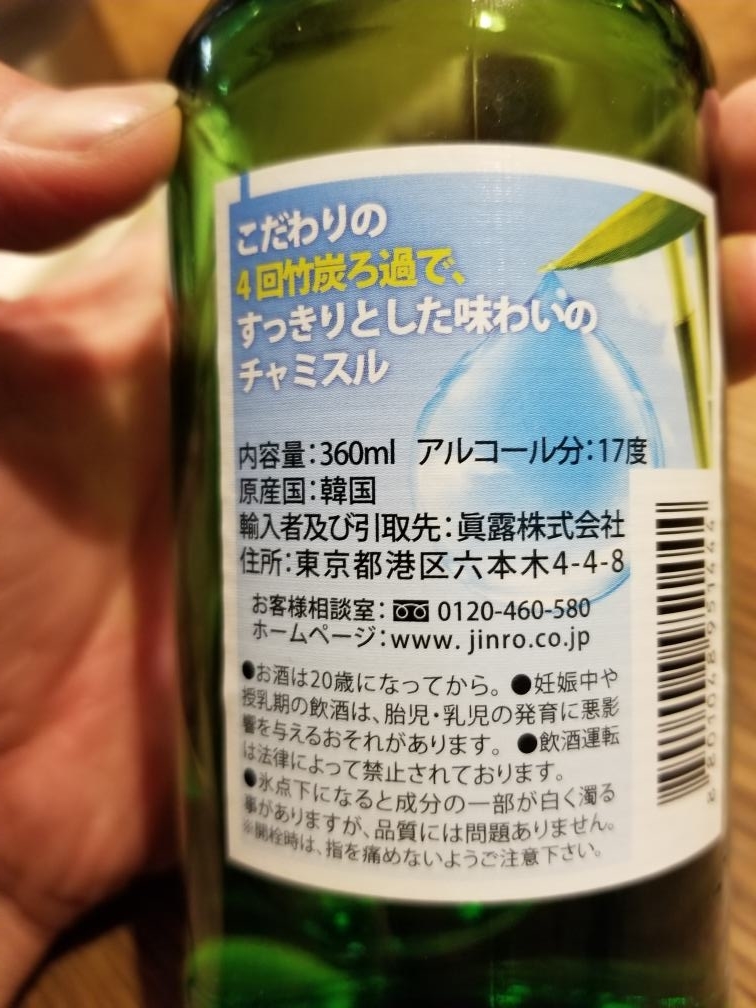 こだわりの
4回竹炭ろ過で、
すっきりとした味わいの
チャミスル
内容量：360ml アルコール分：17度
原産国：韓国
輸入者及び引取先：眞露株式会社
住所：東京都港区六本木4-4-8
お客様相談室： 0120-460-580
ホームページ：www. jinro.co.jp
●お酒は20歳になってから。●妊娠中や
授乳期の飲酒は、胎児・乳児の発育に悪影
響を与えるおそれがあります。●飲酒運転
は法律によって禁止されております。
●氷点下になると成分の一部が白く濁る
事がありますが、品質には問題ありません。
※開栓時は、指を痛めないようご注意下さい。